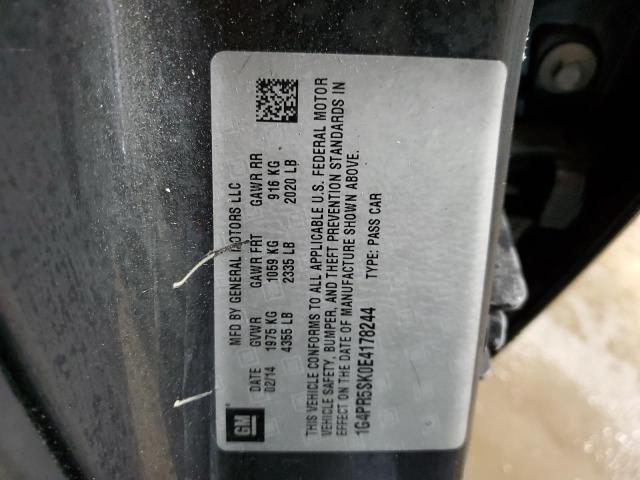 GM
MFD BY GENERAL MOTORS LLC
DATE GVWR GAWR FRT GAWR RR
02/14 1975 KG 1059 KG 916 KG
4355 LB 2335 LB 2020 LB
THIS VEHICLE CONFORMS TO ALL APPLICABLE U.S. FEDERAL MOTOR
VEHICLE SAFETY, BUMPER, AND THEFT PREVENTION STANDARDS IN
EFFECT ON THE DATE OF MANUFACTURE SHOWN ABOVE.
1G4PR5SK0E4178244 TYPE: PASS CAR